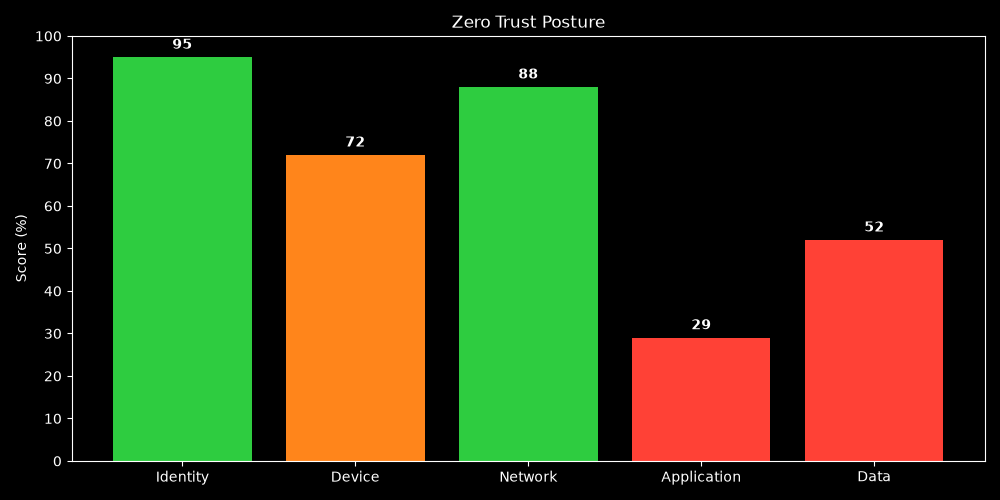 Zero Trust Posture
Score (%)
100
90
80
70
60
50
40
30
20
10
0
95
72
88
29
52
Identity
Device
Network
Application
Data